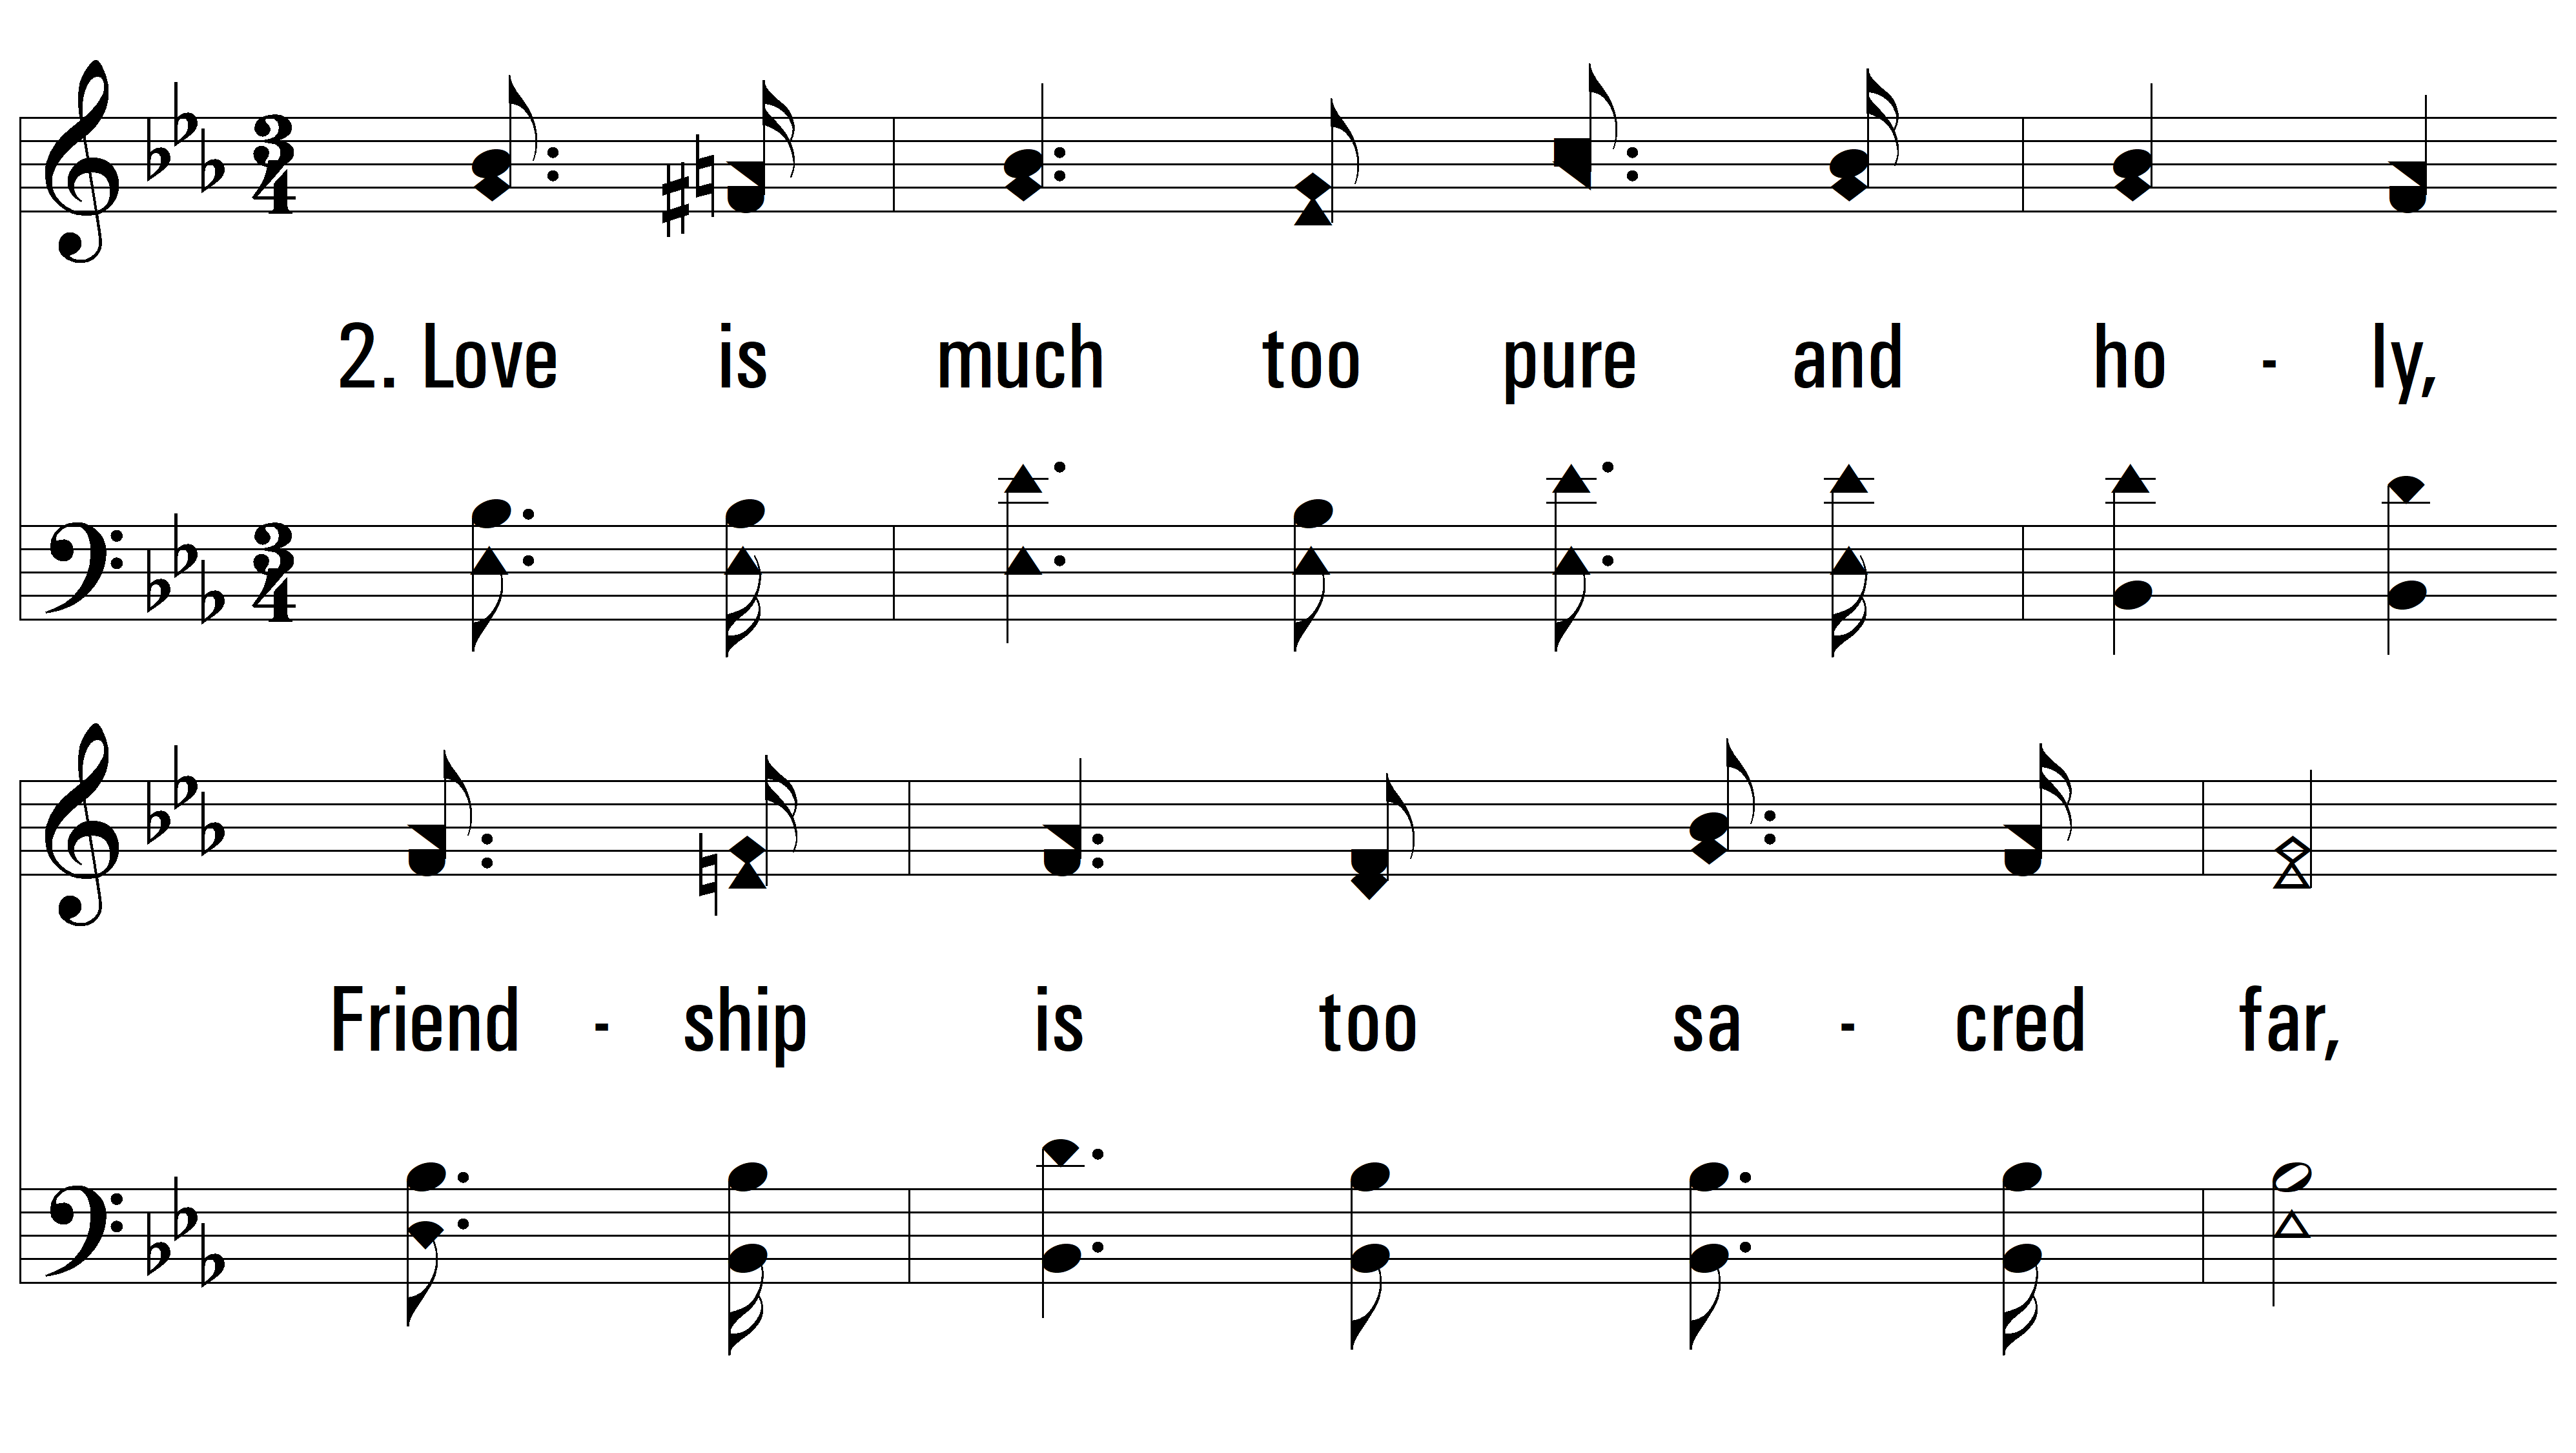 2. Love is much too pure and ho - ly,
Friend - ship is too sa - cred far,